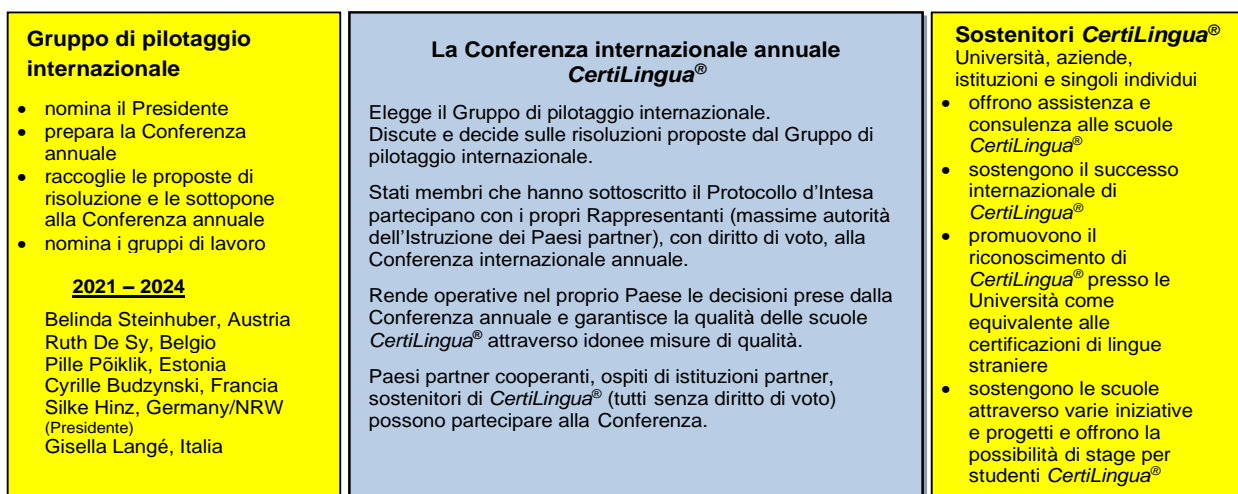 Gruppo di pilotaggio
internazionale
• nomina il Presidente
• prepara la Conferenza
annuale
• raccoglie le proposte di
risoluzione e le sottopone
alla Conferenza annuale
• nomina i gruppi di lavoro
2021 – 2024
Belinda Steinhuber, Austria
Ruth De Sy, Belgio
Pille Põiklik, Estonia
Cyrille Budzynski, Francia
Silke Hinz, Germany/NRW
(Presidente)
Gisella Langé, Italia
La Conferenza internazionale annuale
CertiLingua®
Elegge il Gruppo di pilotaggio internazionale.
Discute e decide sulle risoluzioni proposte dal Gruppo di
pilotaggio internazionale.
Stati membri che hanno sottoscritto il Protocollo d'Intesa
partecipano con i propri Rappresentanti (massime autorità
dell'Istruzione dei Paesi partner), con diritto di voto, alla
Conferenza internazionale annuale.
Rende operative nel proprio Paese le decisioni prese dalla
Conferenza annuale e garantisce la qualità delle scuole
CertiLingua® attraverso idonee misure di qualità.
Paesi partner cooperanti, ospiti di istituzioni partner,
sostenitori di CertiLingua® (tutti senza diritto di voto)
possono partecipare alla Conferenza.
Sostenitori CertiLingua®
Università, aziende,
istituzioni e singoli individui
• offrono assistenza e
consulenza alle scuole
CertiLingua®
• sostengono il successo
internazionale di
CertiLingua®
• promuovono il
riconoscimento di
CertiLingua® presso le
Università come
equivalente alle
certificazioni di lingue
straniere
• sostengono le scuole
attraverso varie iniziative
e progetti e offrono la
possibilità di stage per
studenti CertiLingua®